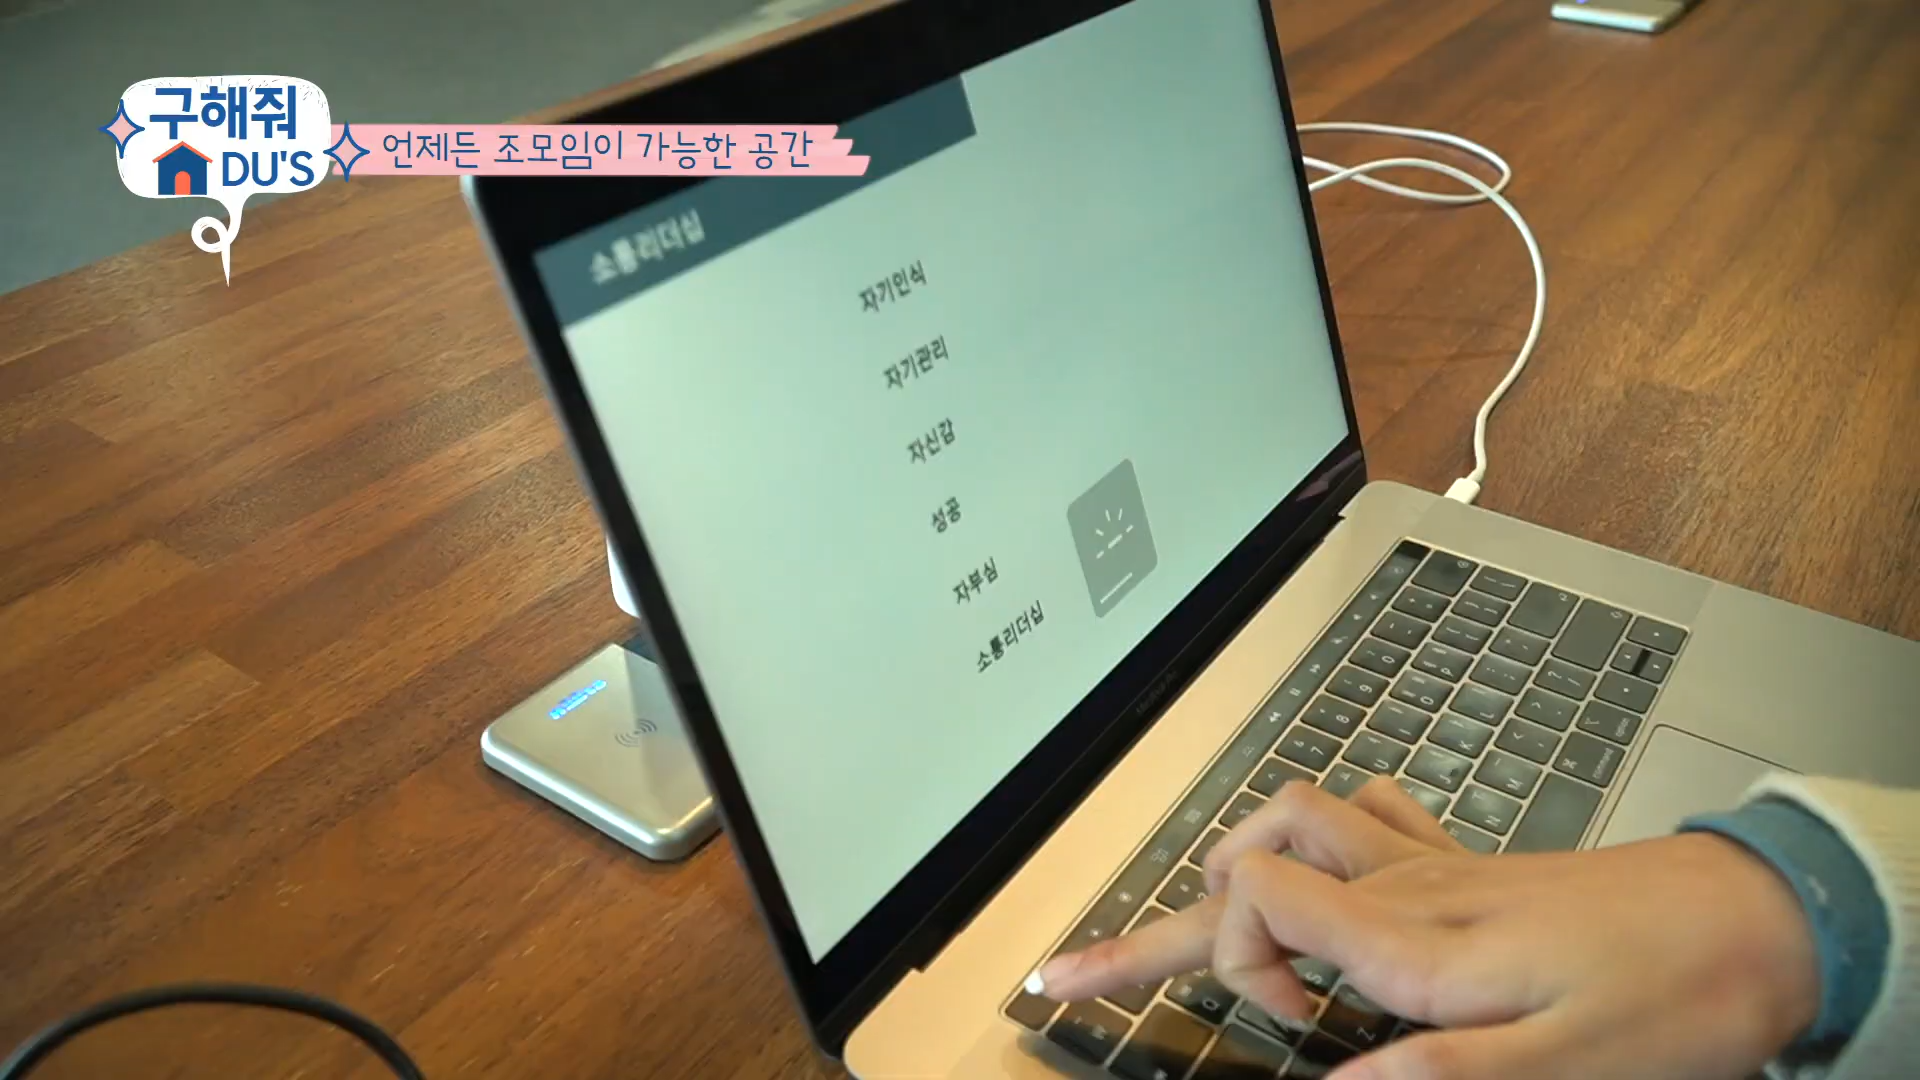 구해줘
DU'S
언제든 조모임이 가능한 공간
소통리더십
자기인식
자기관리
자신감
성공
자부심
소통리더십